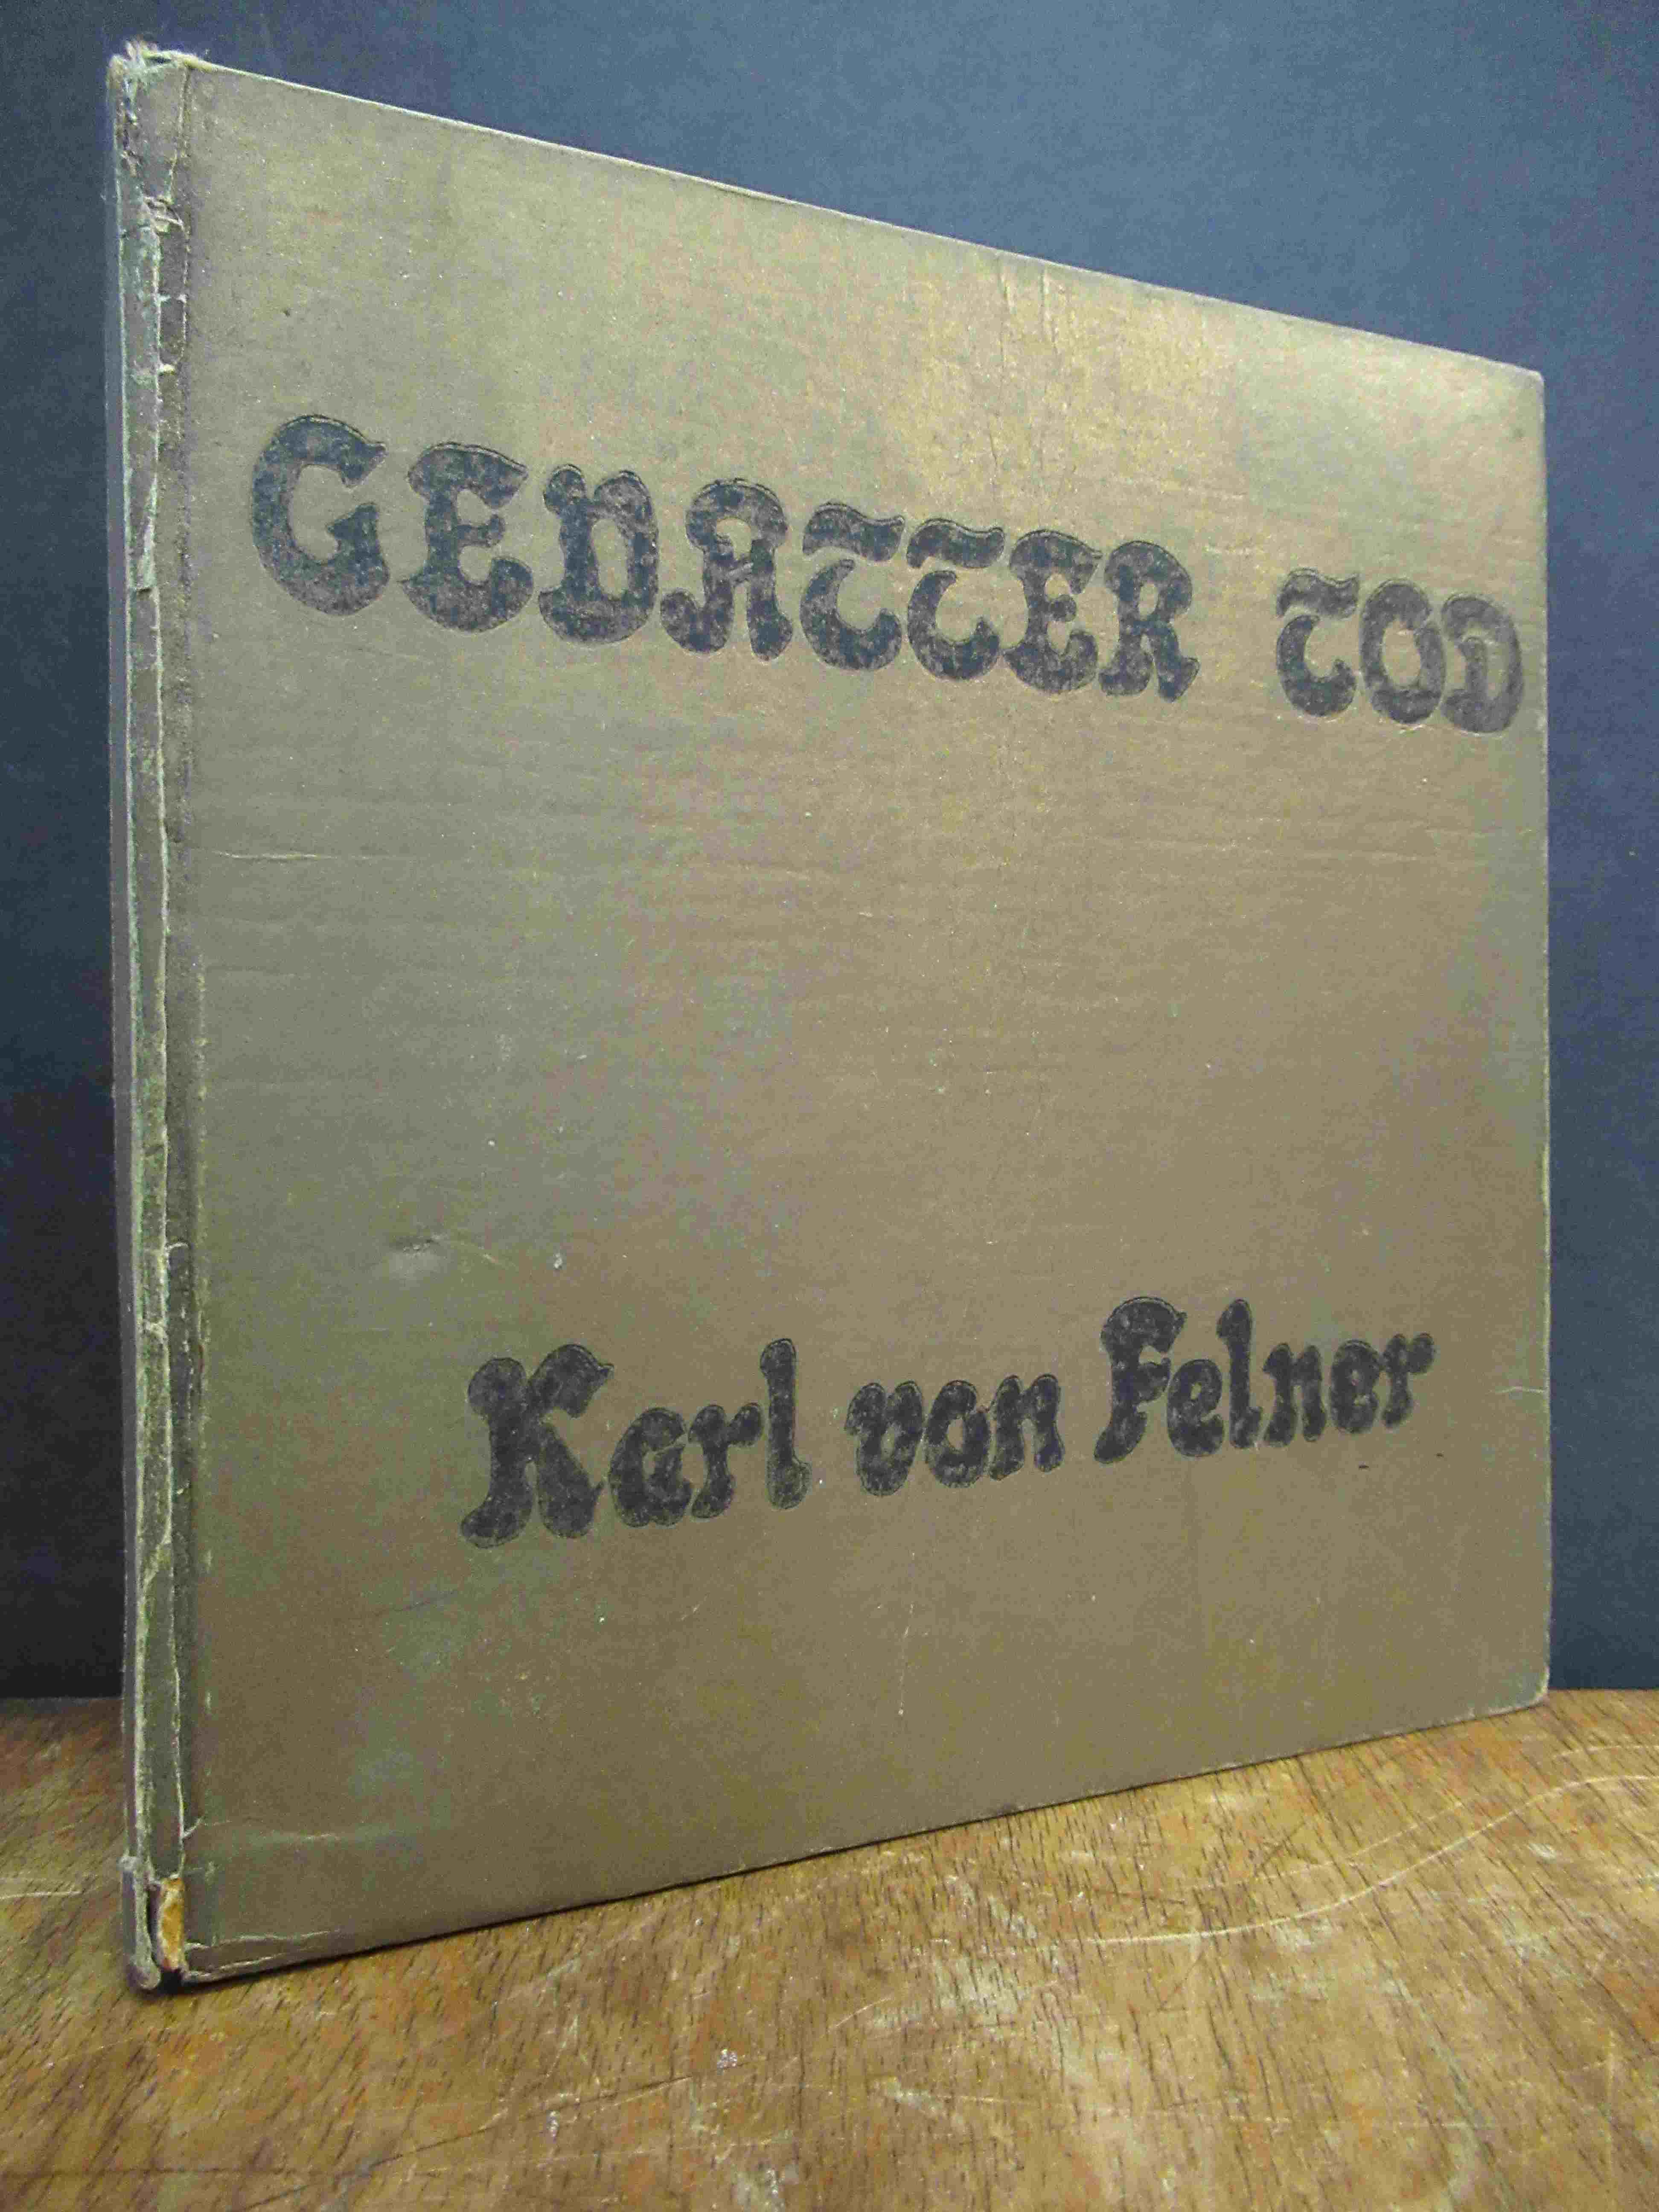 GEVATTER TOD
Karl von Felner